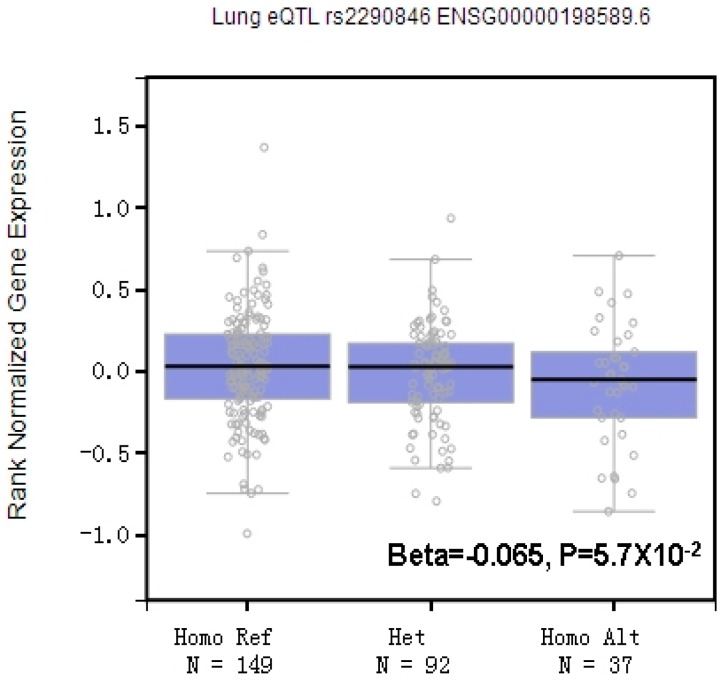 Lung eQTL rs2290846 ENSG00000198589.6
Rank Normalized Gene Expression
1.5
1.0
0.5
0.0
−0.5
−1.0
Beta=-0.065, P=5.7X10⁻²
Homo Ref Het Homo Alt
N = 149 N = 92 N = 37